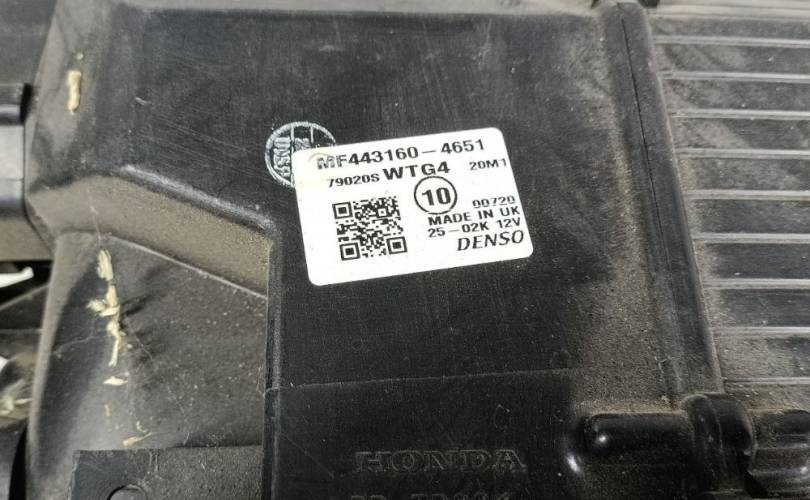 MF443160-4651
79020S WTG4 20M1
10 00720
MADE IN UK
25-02K 12V
DENSO
HONDA